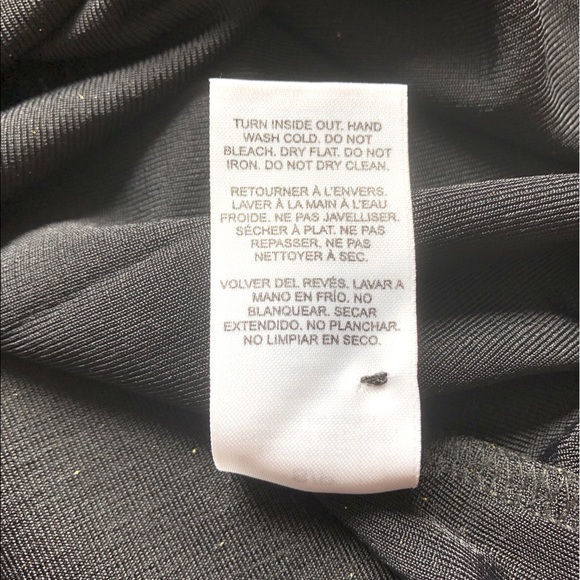 TURN INSIDE OUT. HAND
WASH COLD. DO NOT
BLEACH. DRY FLAT. DO NOT
IRON. DO NOT DRY CLEAN.
RETOURNER À L'ENVERS.
LAVER À LA MAIN À L'EAU
FROIDE. NE PAS JAVELLISER.
SÉCHER À PLAT. NE PAS
REPASSER. NE PAS
NETTOYER À SEC.
VOLVER DEL REVÉS. LAVAR A
MANO EN FRÍO. NO
BLANQUEAR. SECAR
EXTENDIDO. NO PLANCHAR.
NO LIMPIAR EN SECO.